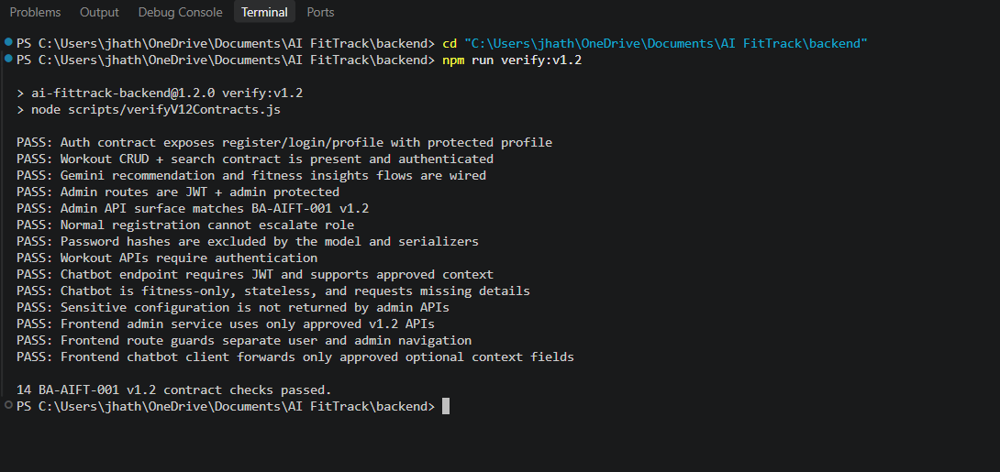 Problems Output Debug Console Terminal Ports
PS C:\Users\jhath\OneDrive\Documents\AI FitTrack\backend> cd "C:\Users\jhath\OneDrive\Documents\AI FitTrack\backend"
PS C:\Users\jhath\OneDrive\Documents\AI FitTrack\backend> npm run verify:v1.2
> ai-fittrack-backend@1.2.0 verify:v1.2
> node scripts/verifyV12Contracts.js
PASS: Auth contract exposes register/login/profile with protected profile
PASS: Workout CRUD + search contract is present and authenticated
PASS: Gemini recommendation and fitness insights flows are wired
PASS: Admin routes are JWT + admin protected
PASS: Admin API surface matches BA-AIFT-001 v1.2
PASS: Normal registration cannot escalate role
PASS: Password hashes are excluded by the model and serializers
PASS: Workout APIs require authentication
PASS: Chatbot endpoint requires JWT and supports approved context
PASS: Chatbot is fitness-only, stateless, and requests missing details
PASS: Sensitive configuration is not returned by admin APIs
PASS: Frontend admin service uses only approved v1.2 APIs
PASS: Frontend route guards separate user and admin navigation
PASS: Frontend chatbot client forwards only approved optional context fields
14 BA-AIFT-001 v1.2 contract checks passed.
PS C:\Users\jhath\OneDrive\Documents\AI FitTrack\backend>